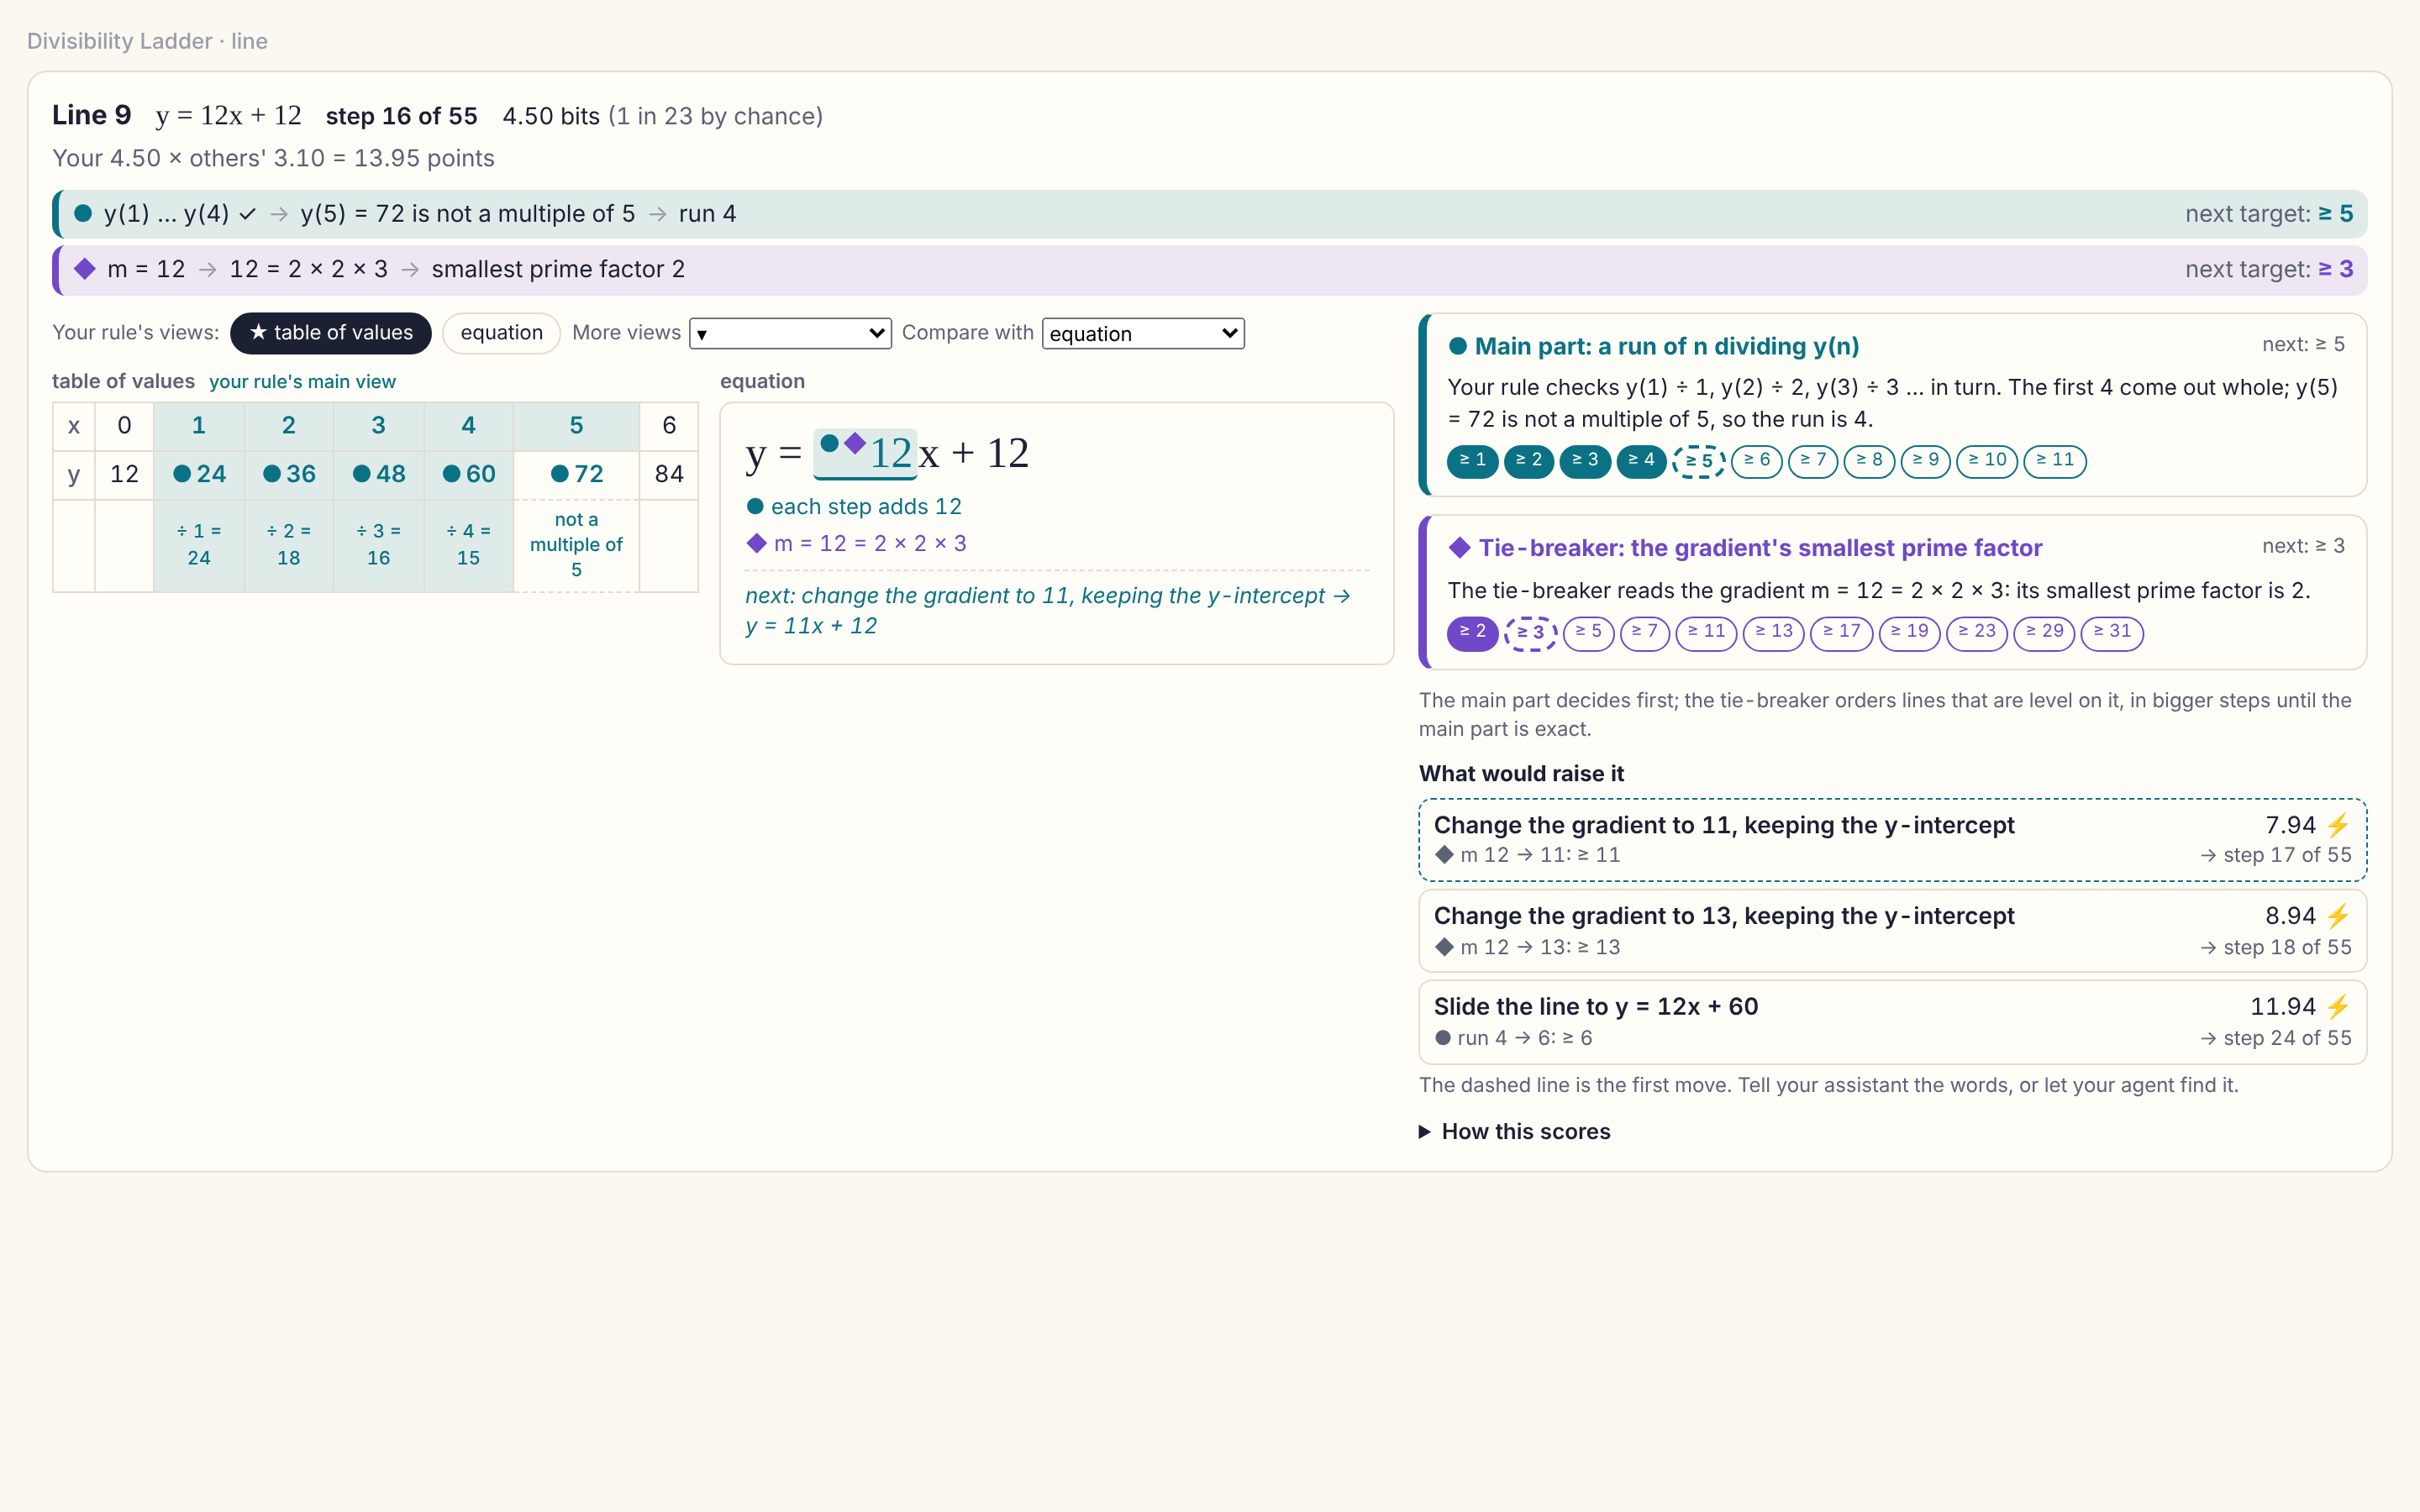 Divisibility Ladder · line
Line 9 y = 12x + 12 step 16 of 55 4.50 bits (1 in 23 by chance)
Your 4.50 × others' 3.10 = 13.95 points
● y(1) … y(4) ✓ → y(5) = 72 is not a multiple of 5 → run 4 next target: ≥ 5
◆ m = 12 → 12 = 2 × 2 × 3 → smallest prime factor 2 next target: ≥ 3
Your rule's views: ★ table of values equation More views ▾ Compare with equation
table of values your rule's main view
x 0 1 2 3 4 5 6
y 12 ●24 ●36 ●48 ●60 ●72 84
÷ 1 = 24 ÷ 2 = 18 ÷ 3 = 16 ÷ 4 = 15 not a multiple of 5
equation
y = ●◆12x + 12
● each step adds 12
◆ m = 12 = 2 × 2 × 3
next: change the gradient to 11, keeping the y-intercept →
y = 11x + 12
● Main part: a run of n dividing y(n) next: ≥ 5
Your rule checks y(1) ÷ 1, y(2) ÷ 2, y(3) ÷ 3 … in turn. The first 4 come out whole; y(5)
= 72 is not a multiple of 5, so the run is 4.
≥ 1 ≥ 2 ≥ 3 ≥ 4 ≥ 5 ≥ 6 ≥ 7 ≥ 8 ≥ 9 ≥ 10 ≥ 11
◆ Tie-breaker: the gradient's smallest prime factor next: ≥ 3
The tie-breaker reads the gradient m = 12 = 2 × 2 × 3: its smallest prime factor is 2.
≥ 2 ≥ 3 ≥ 5 ≥ 7 ≥ 11 ≥ 13 ≥ 17 ≥ 19 ≥ 23 ≥ 29 ≥ 31
The main part decides first; the tie-breaker orders lines that are level on it, in bigger steps until the
main part is exact.
What would raise it
Change the gradient to 11, keeping the y-intercept 7.94 ⚡
◆ m 12 → 11: ≥ 11 → step 17 of 55
Change the gradient to 13, keeping the y-intercept 8.94 ⚡
◆ m 12 → 13: ≥ 13 → step 18 of 55
Slide the line to y = 12x + 60 11.94 ⚡
● run 4 → 6: ≥ 6 → step 24 of 55
The dashed line is the first move. Tell your assistant the words, or let your agent find it.
▶ How this scores